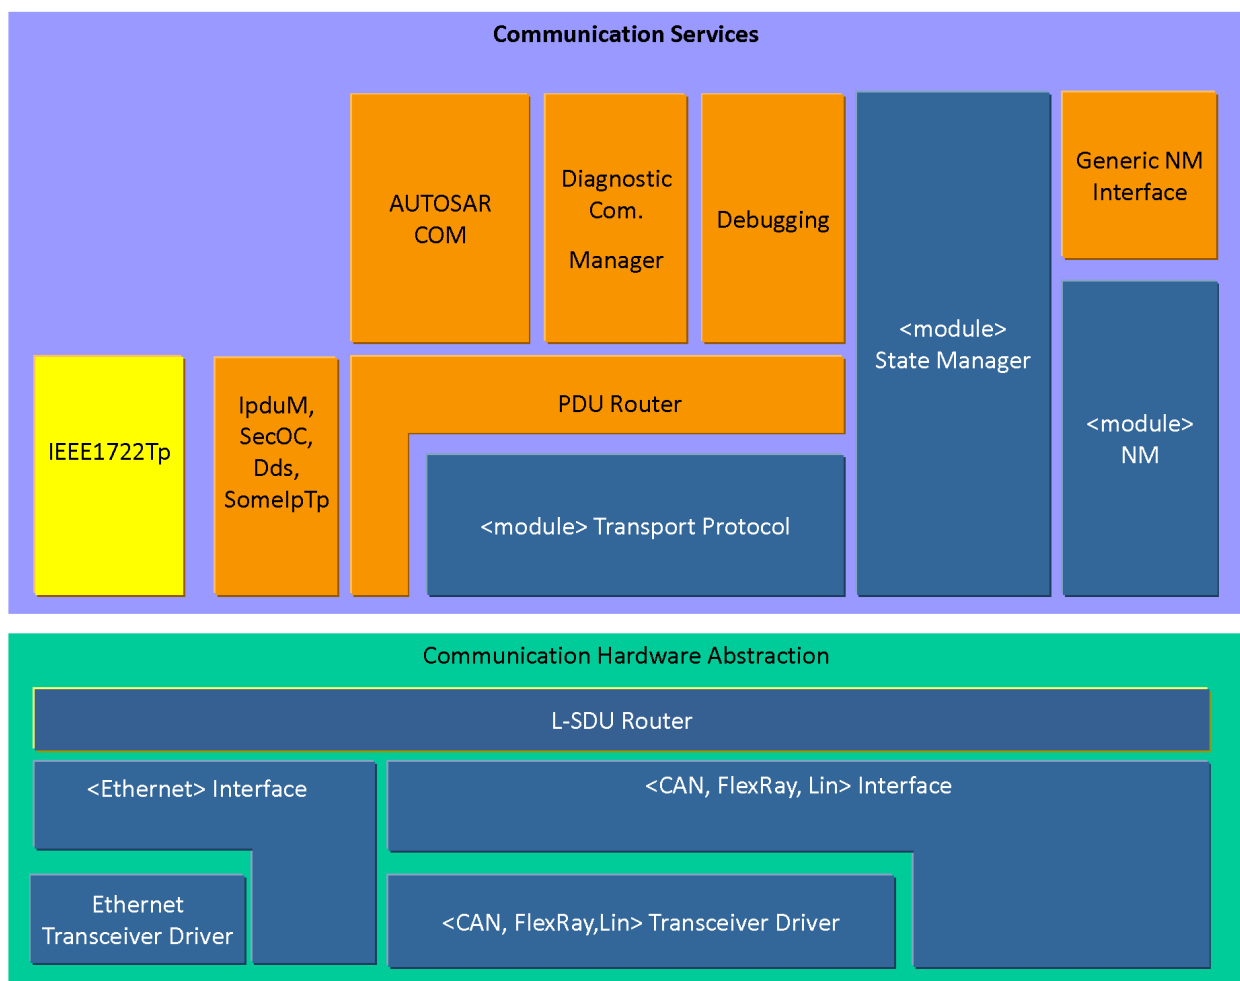 Communication Services
AUTOSAR
COM
Diagnostic
Com.
Manager
Debugging
<module>
State Manager
Generic NM
Interface
IEEE1722Tp
IpduM,
SecOC,
Dds,
SomeIpTp
PDU Router
<module> Transport Protocol
<module>
NM
Communication Hardware Abstraction
L-SDU Router
<Ethernet> Interface
<CAN, FlexRay, Lin> Interface
Ethernet
Transceiver Driver
<CAN, FlexRay,Lin> Transceiver Driver